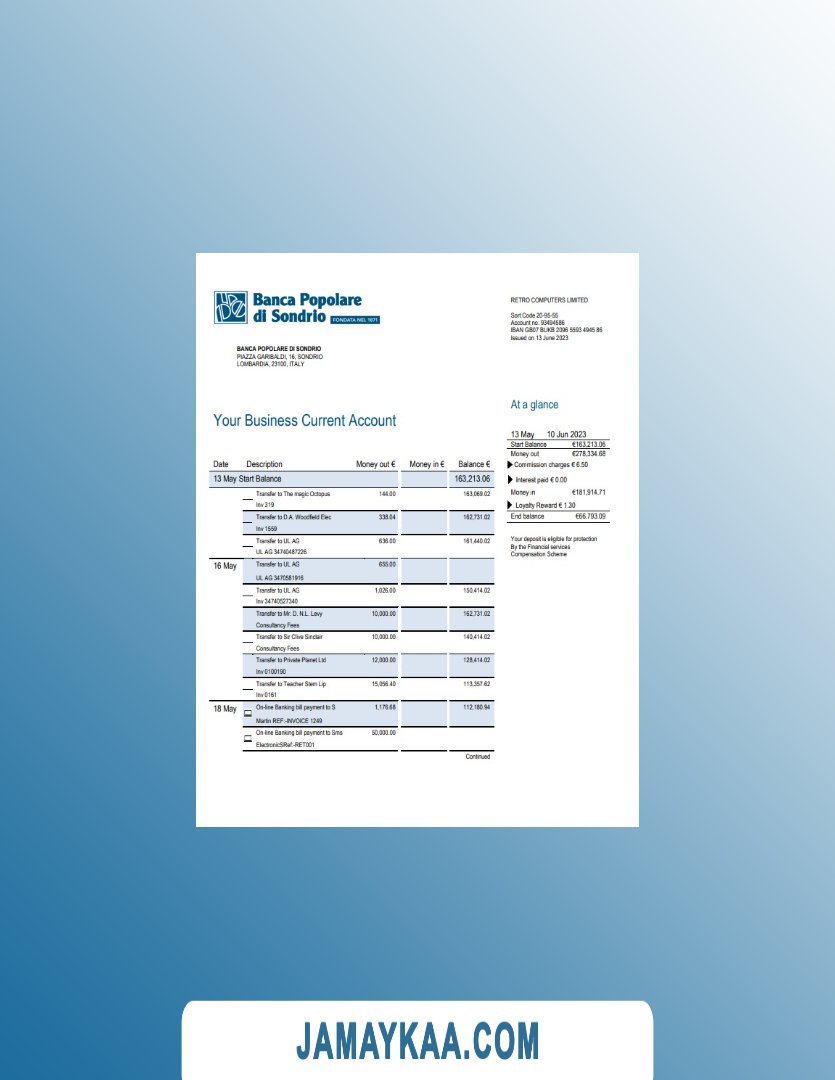 Banca Popolare
di Sondrio FONDATA NEL 1871
BANCA POPOLARE DI SONDRIO
PIAZZA GARIBALDI, 16, SONDRIO
LOMBARDIA, 23100, ITALY
RETRO COMPUTERS LIMITED
Sort Code 20-95-55
Account no. 93494586
IBAN GB07 BUKB 2096 5593 4945 86
Issued on 13 June 2023
Your Business Current Account
Date Description Money out € Money in € Balance €
13 May Start Balance 163,213.06
Transfer to The magic Octopus 144.00 163,069.02
Inv 319
Transfer to D.A. Woodfield Elec 338.04 162,731.02
Inv 1559
Transfer to UL AG 636.00 161,440.02
UL AG 34740487226
16 May Transfer to UL AG 655.00
UL AG 3470581916
Transfer to UL AG 1,026.00 150,414.02
Inv 34740527340
Transfer to Mr. D. N.L. Levy 10,000.00 162,731.02
Consultancy Fees
Transfer to Sir Clive Sinclair 10,000.00 140,414.02
Consultancy Fees
Transfer to Private Planet Ltd 12,000.00 128,414.02
Inv 0100190
Transfer to Teacher Stem Lip 15,056.40 113,357.62
Inv 0161
18 May On-line Banking bill payment to S 1,176.68 112,180.94
Martin REF:-INVOICE 1249
On-line Banking bill payment to Sms 50,000.00
ElectronicSRef:-RET001
Continued
At a glance
13 May 10 Jun 2023
Start Balance €163,213.06
Money out €278,334.68
Commission charges € 6.50
Interest paid € 0.00
Money in €181,914.71
Loyalty Reward € 1.30
End balance €66.793.09
Your deposit is eligible for protection
By the Financial services
Compensation Scheme
JAMAYKAA.COM